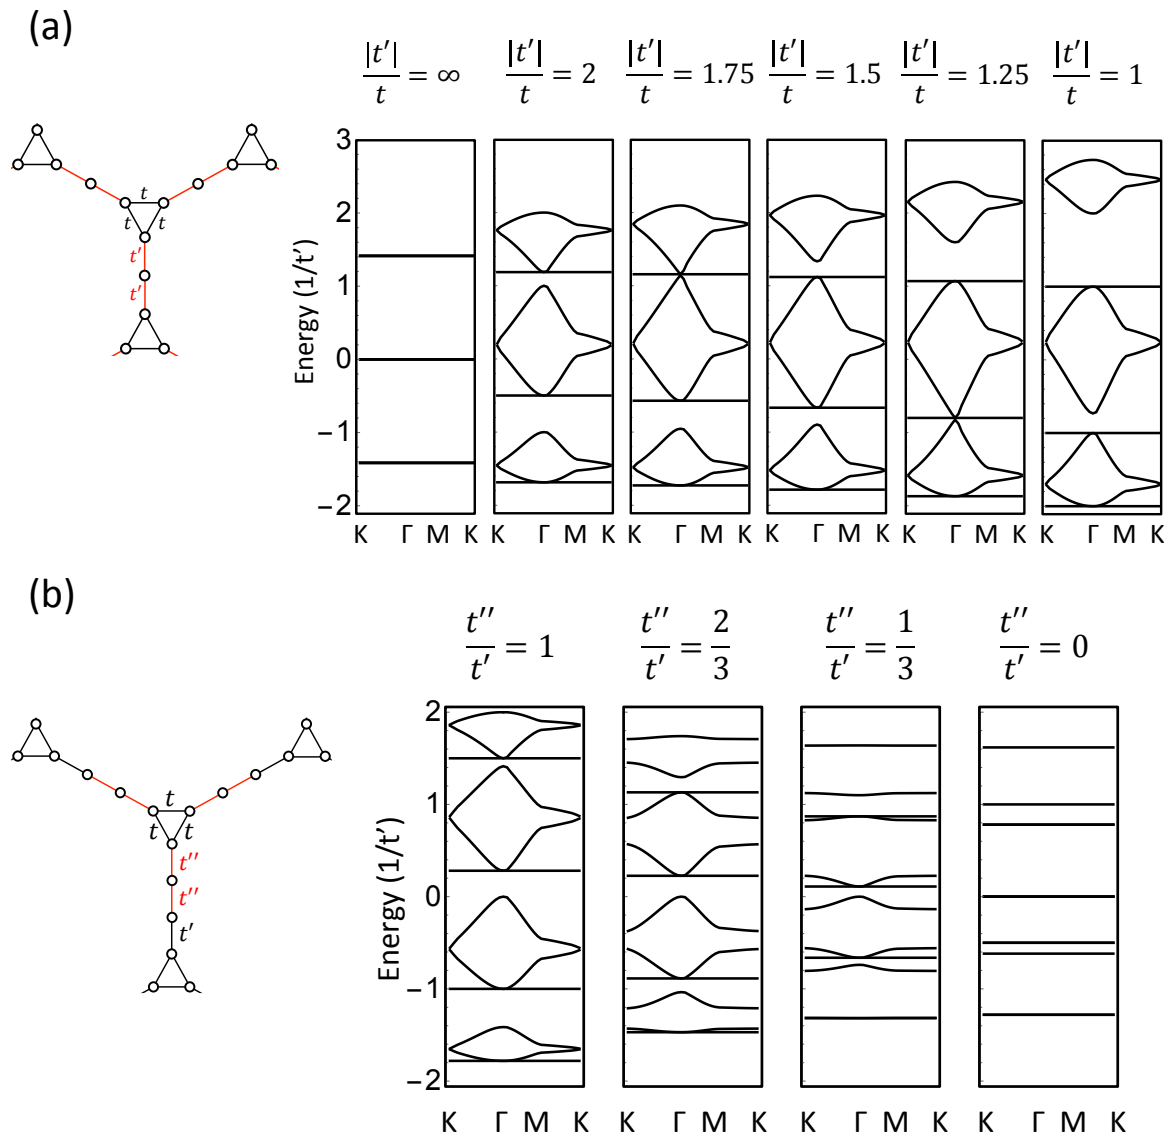 (a)
|t′|/t = ∞ |t′|/t = 2 |t′|/t = 1.75 |t′|/t = 1.5 |t′|/t = 1.25 |t′|/t = 1
t
t t
t′
t′
Energy (1/t')
3
2
1
0
−1
−2
K Γ M K K Γ M K K Γ M K K Γ M K K Γ M K K Γ M K
(b)
t′′/t′ = 1 t′′/t′ = 2/3 t′′/t′ = 1/3 t′′/t′ = 0
t
t t
t′′
t′′
t′
Energy (1/t')
2
1
0
−1
−2
K Γ M K K Γ M K K Γ M K K Γ M K